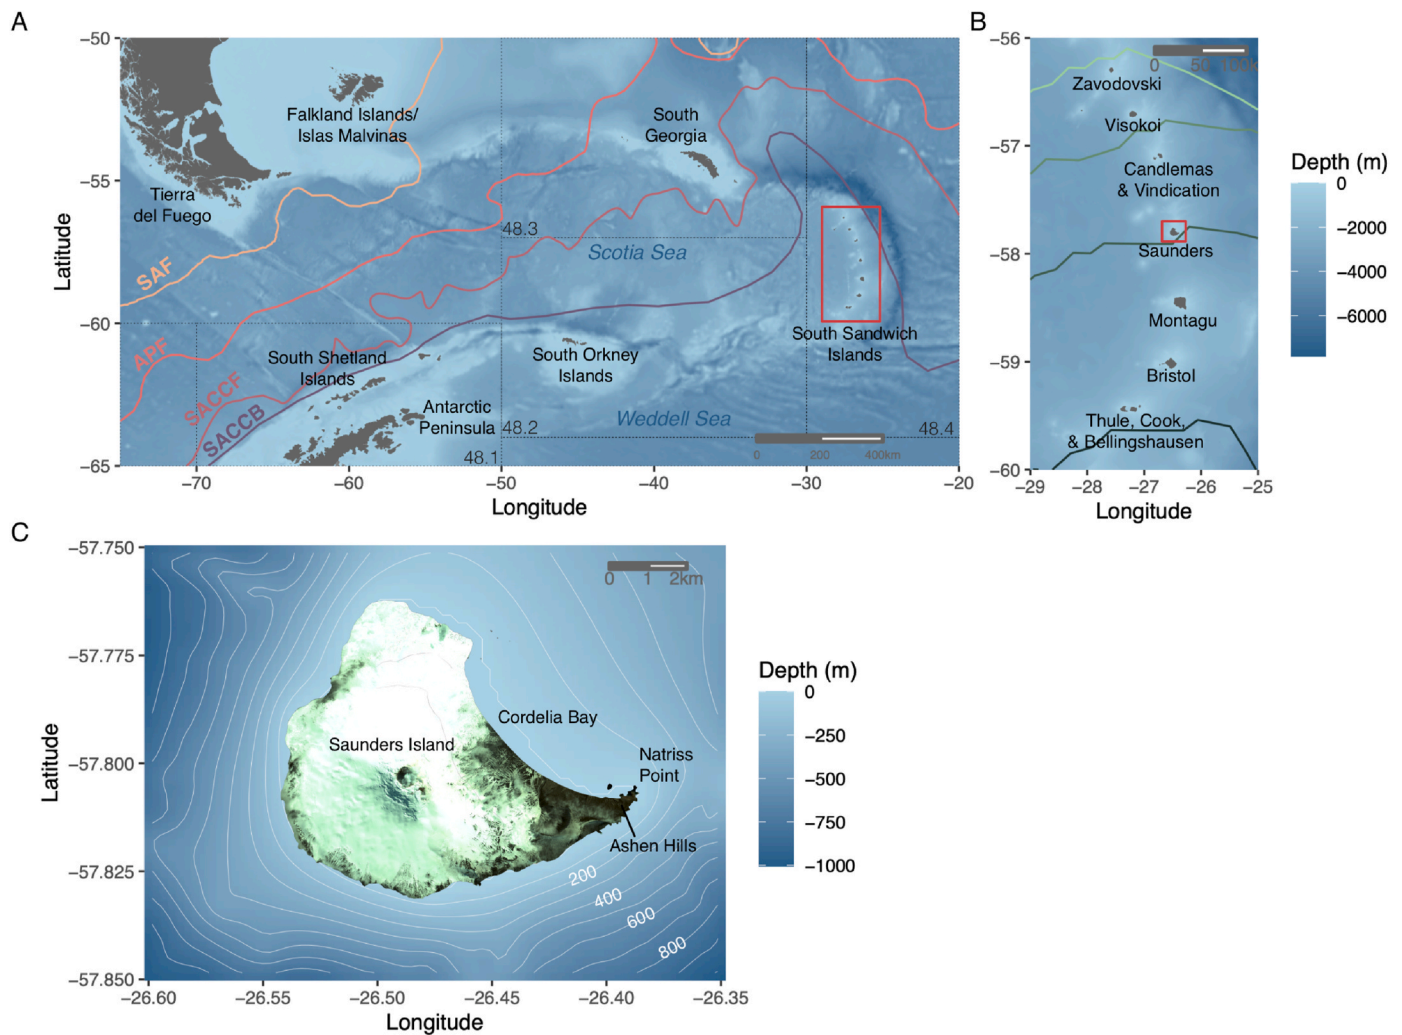 A
−50
−55
−60
−65
Latitude
−70
−60
−50
−40
−30
−20
Longitude
Falkland Islands/
Islas Malvinas
Tierra
del Fuego
South
Georgia
SAF
APF
SACCF
SACCB
48.3
Scotia Sea
South Shetland
Islands
South Orkney
Islands
South Sandwich
Islands
Antarctic
Peninsula
48.2
48.1
Weddell Sea
48.4
0
200
400km
B
−56
−57
−58
−59
−60
−29
−28
−27
−26
−25
Longitude
0
50
100k
Zavodovski
Visokoi
Candlemas
& Vindication
Saunders
Montagu
Bristol
Thule, Cook,
& Bellingshausen
Depth (m)
0
−2000
−4000
−6000
C
−57.750
−57.775
−57.800
−57.825
−57.850
Latitude
−26.60
−26.55
−26.50
−26.45
−26.40
−26.35
Longitude
0
1
2km
Cordelia Bay
Saunders Island
Natriss
Point
Ashen Hills
200
400
600
800
Depth (m)
0
−250
−500
−750
−1000